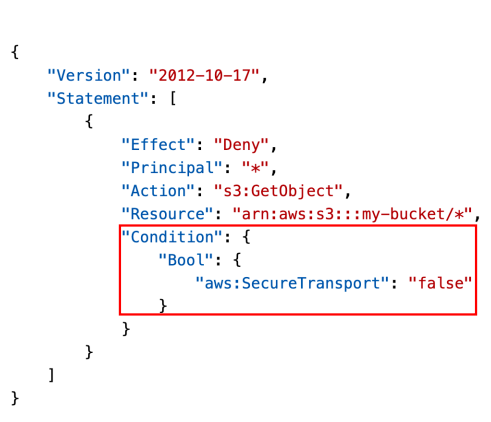 {
    "Version": "2012-10-17",
    "Statement": [
        {
            "Effect": "Deny",
            "Principal": "*",
            "Action": "s3:GetObject",
            "Resource": "arn:aws:s3:::my-bucket/*",
            "Condition": {
                "Bool": {
                    "aws:SecureTransport": "false"
                }
            }
        }
    ]
}